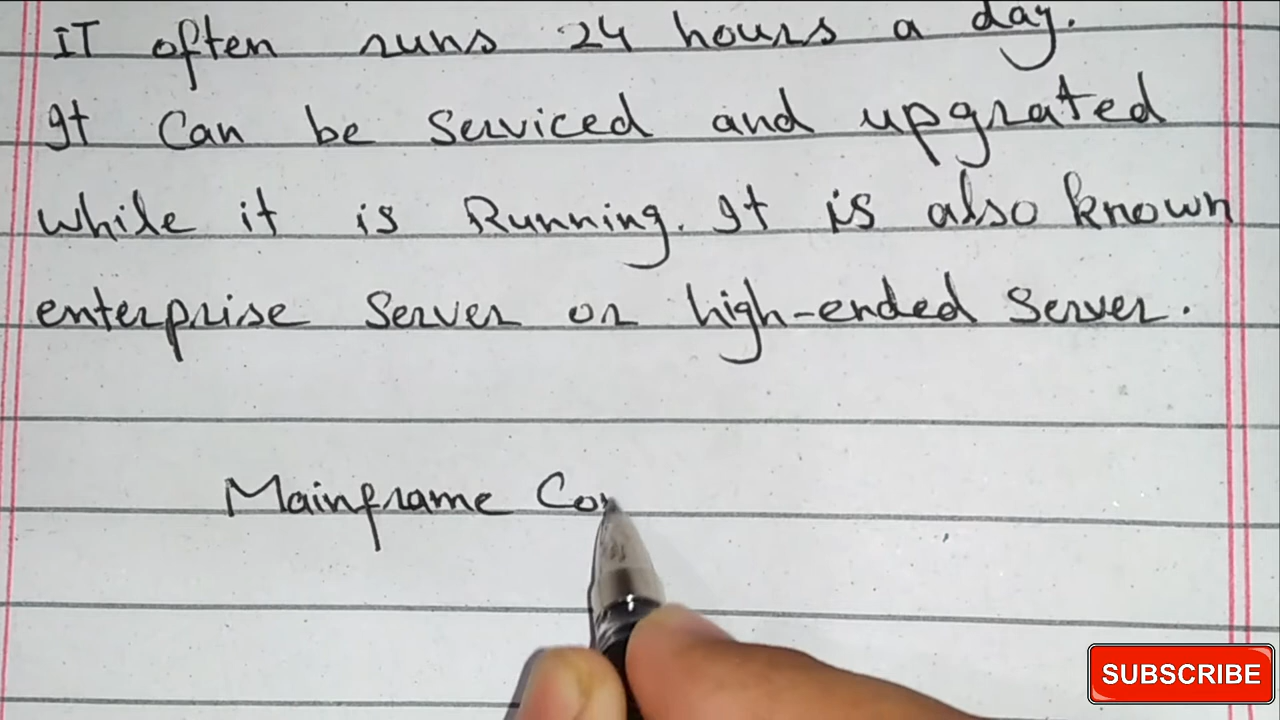 IT often runs 24 hours a day.
It can be serviced and upgrated
while it is Running. It is also known
enterprise server or high-ended server.
Mainframe Com
SUBSCRIBE